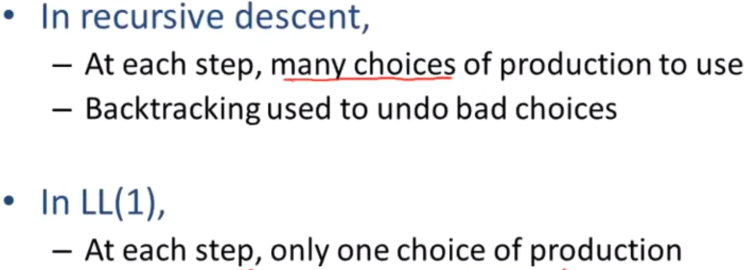 • In recursive descent,
– At each step, many choices of production to use
– Backtracking used to undo bad choices
• In LL(1),
– At each step, only one choice of production